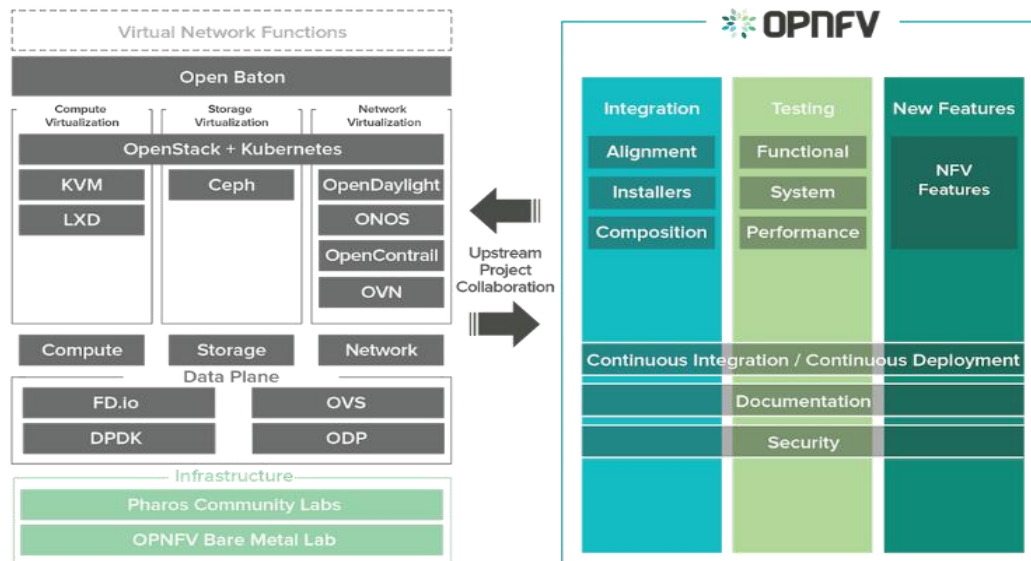 Virtual Network Functions
Open Baton
Compute
Virtualization
Storage
Virtualization
Network
Virtualization
OpenStack + Kubernetes
KVM
Ceph
OpenDaylight
LXD
ONOS
OpenContrail
OVN
Compute
Storage
Network
Data Plane
FD.io
OVS
DPDK
ODP
Infrastructure
Pharos Community Labs
OPNFV Bare Metal Lab
Upstream
Project
Collaboration
OPNFV
Integration
Testing
New Features
Alignment
Functional
NFV
Features
Installers
System
Composition
Performance
Continuous Integration / Continuous Deployment
Documentation
Security